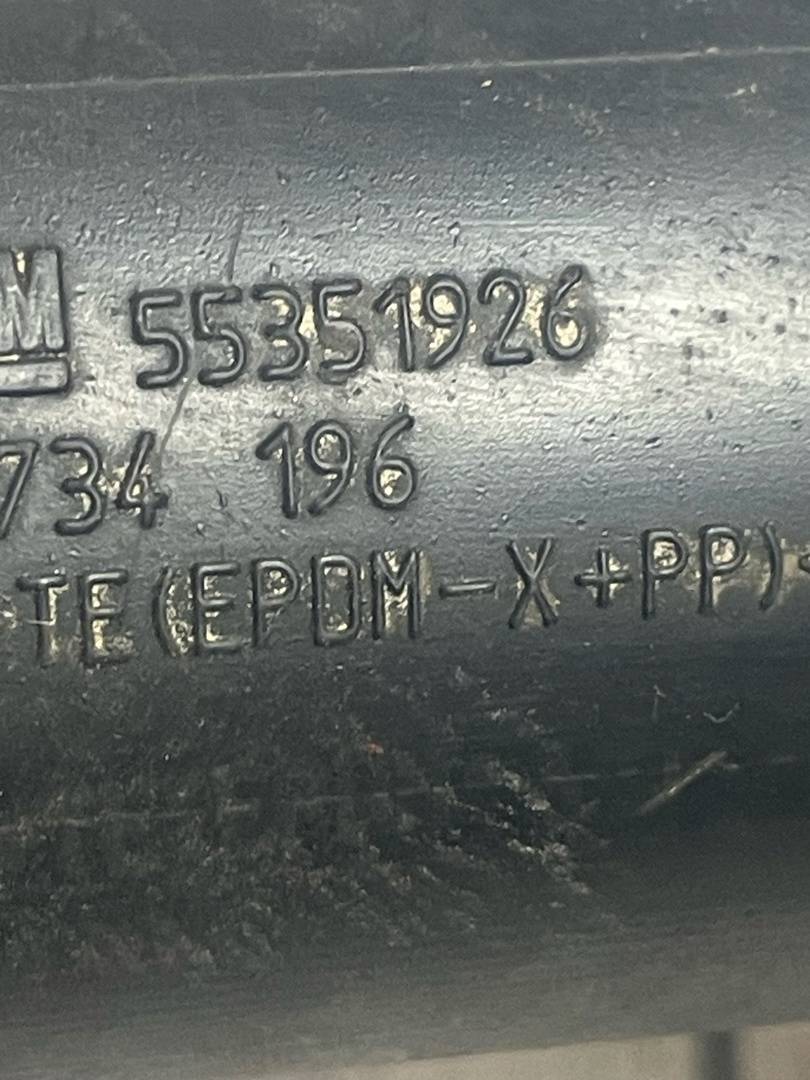 M 55351926
734 196
TE(EPDM-X+PP)<